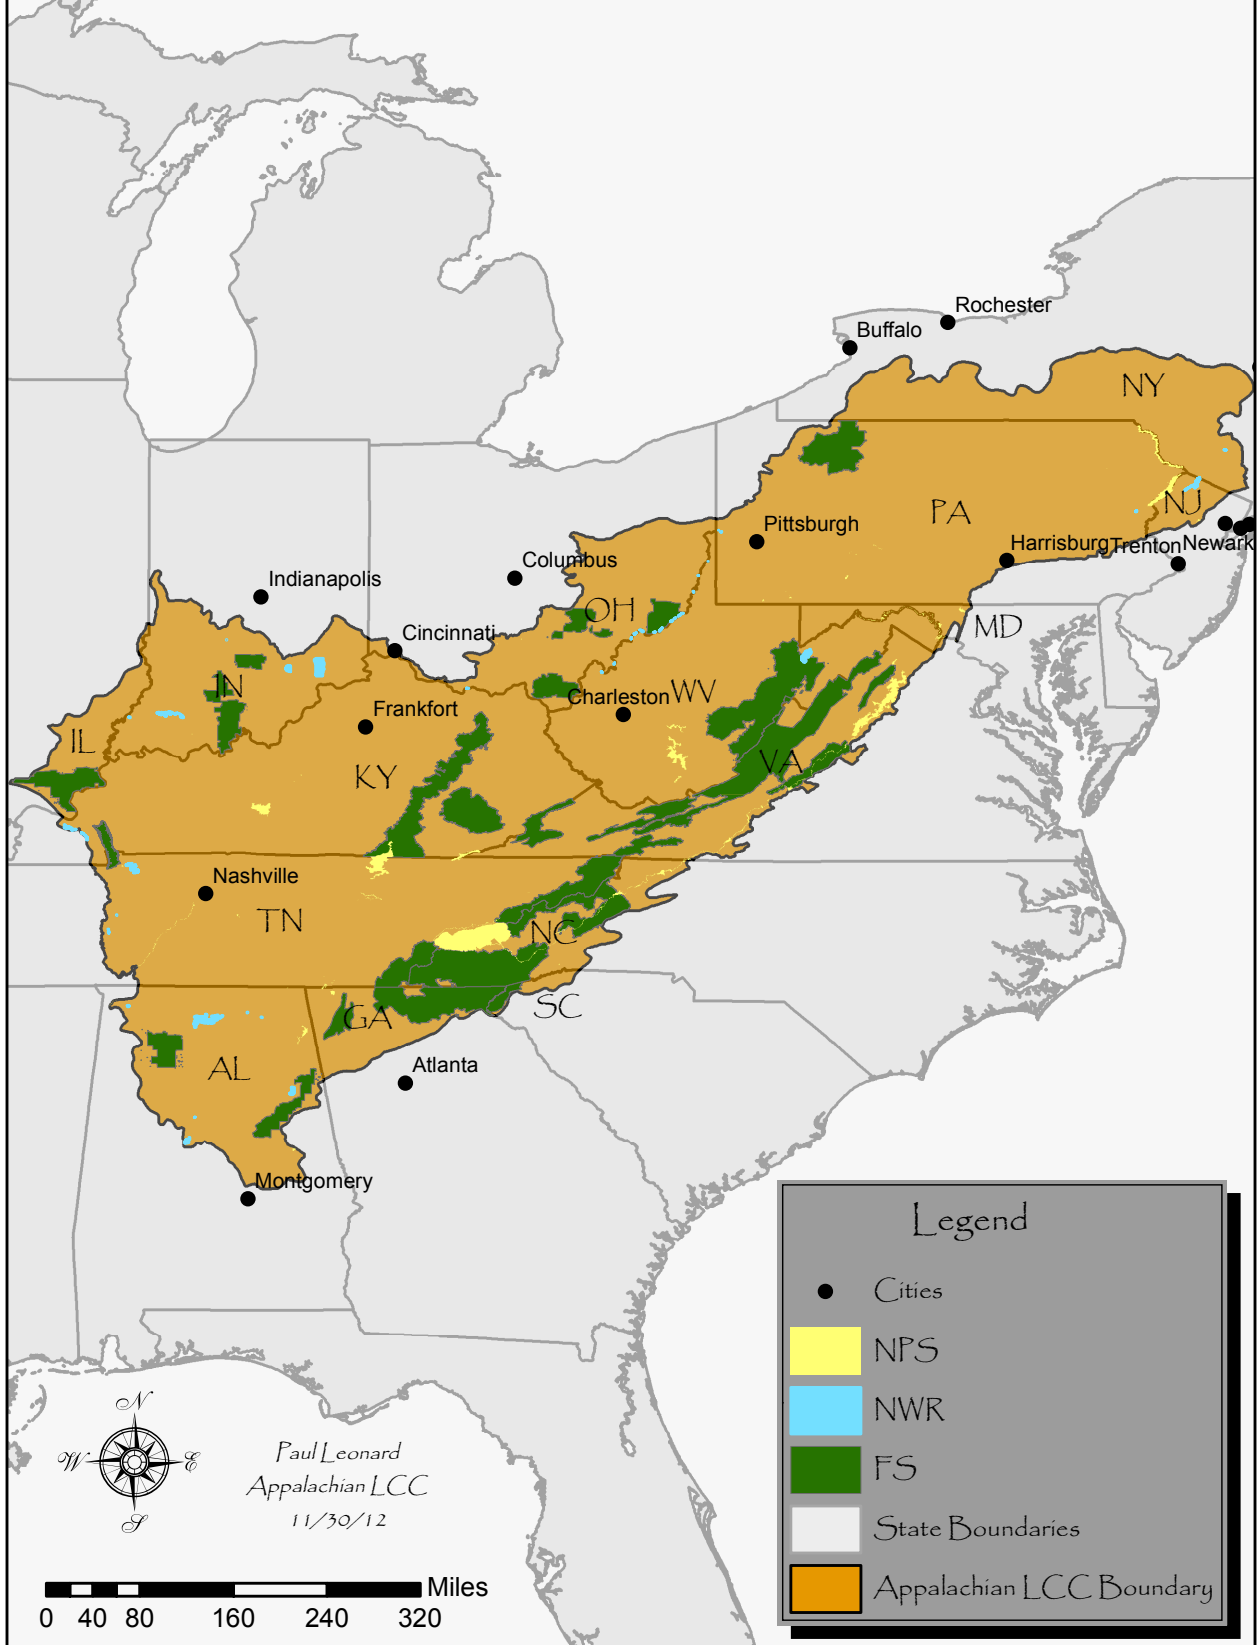 Rochester
Buffalo
NY
PA
NJ
Pittsburgh
Harrisburg
Trenton
Newark
Columbus
Indianapolis
OH
MD
Cincinnati
IN
Charleston
WV
Frankfort
IL
VA
KY
Nashville
TN
NC
SC
GA
AL
Atlanta
Montgomery
Legend
Cities
NPS
NWR
FS
State Boundaries
Appalachian LCC Boundary
N
W
E
S
Paul Leonard
Appalachian LCC
11/30/12
Miles
0 40 80 160 240 320